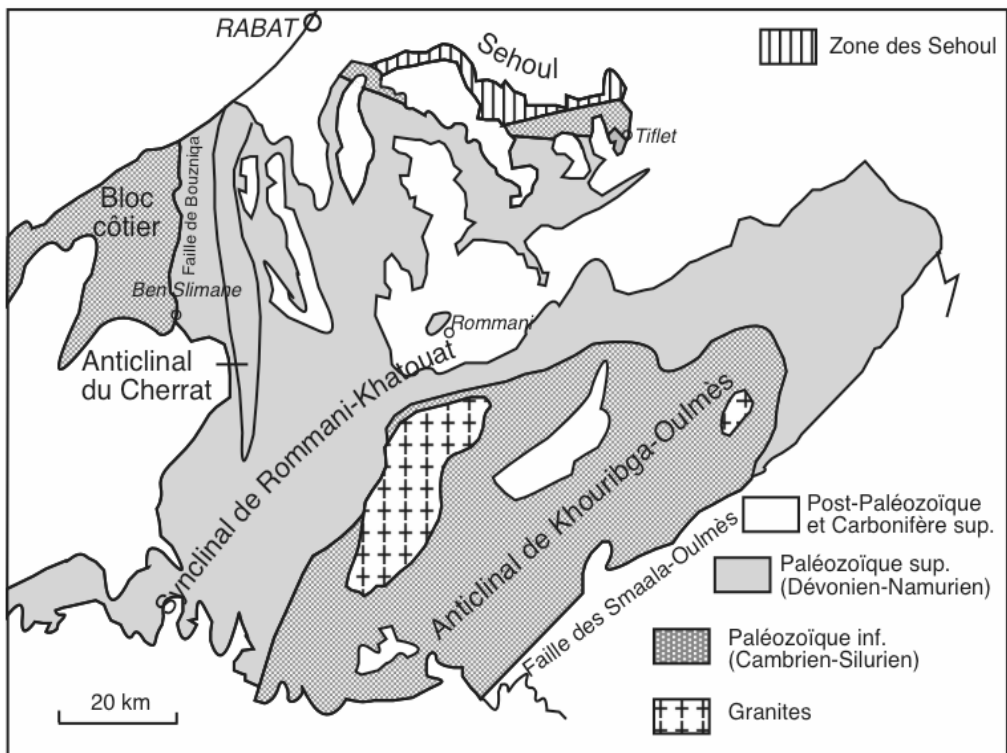 RABAT
Sehoul
Zone des Sehoul
Tiflet
Bloc
côtier
Faille de Bouzniqa
Ben Slimane
Rommani
Anticlinal
du Cherrat
Synclinal de Rommani-Khatouat
Anticlinal de Khouribga-Oulmès
Faille des Smaala-Oulmès
Post-Paléozoïque
et Carbonifère sup.
Paléozoïque sup.
(Dévonien-Namurien)
Paléozoïque inf.
(Cambrien-Silurien)
Granites
20 km